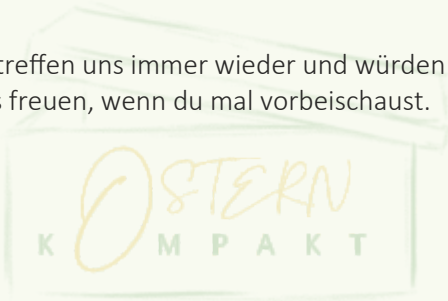 treffen uns immer wieder und würden
s freuen, wenn du mal vorbeischaust.
OSTERN
KOMPAKT